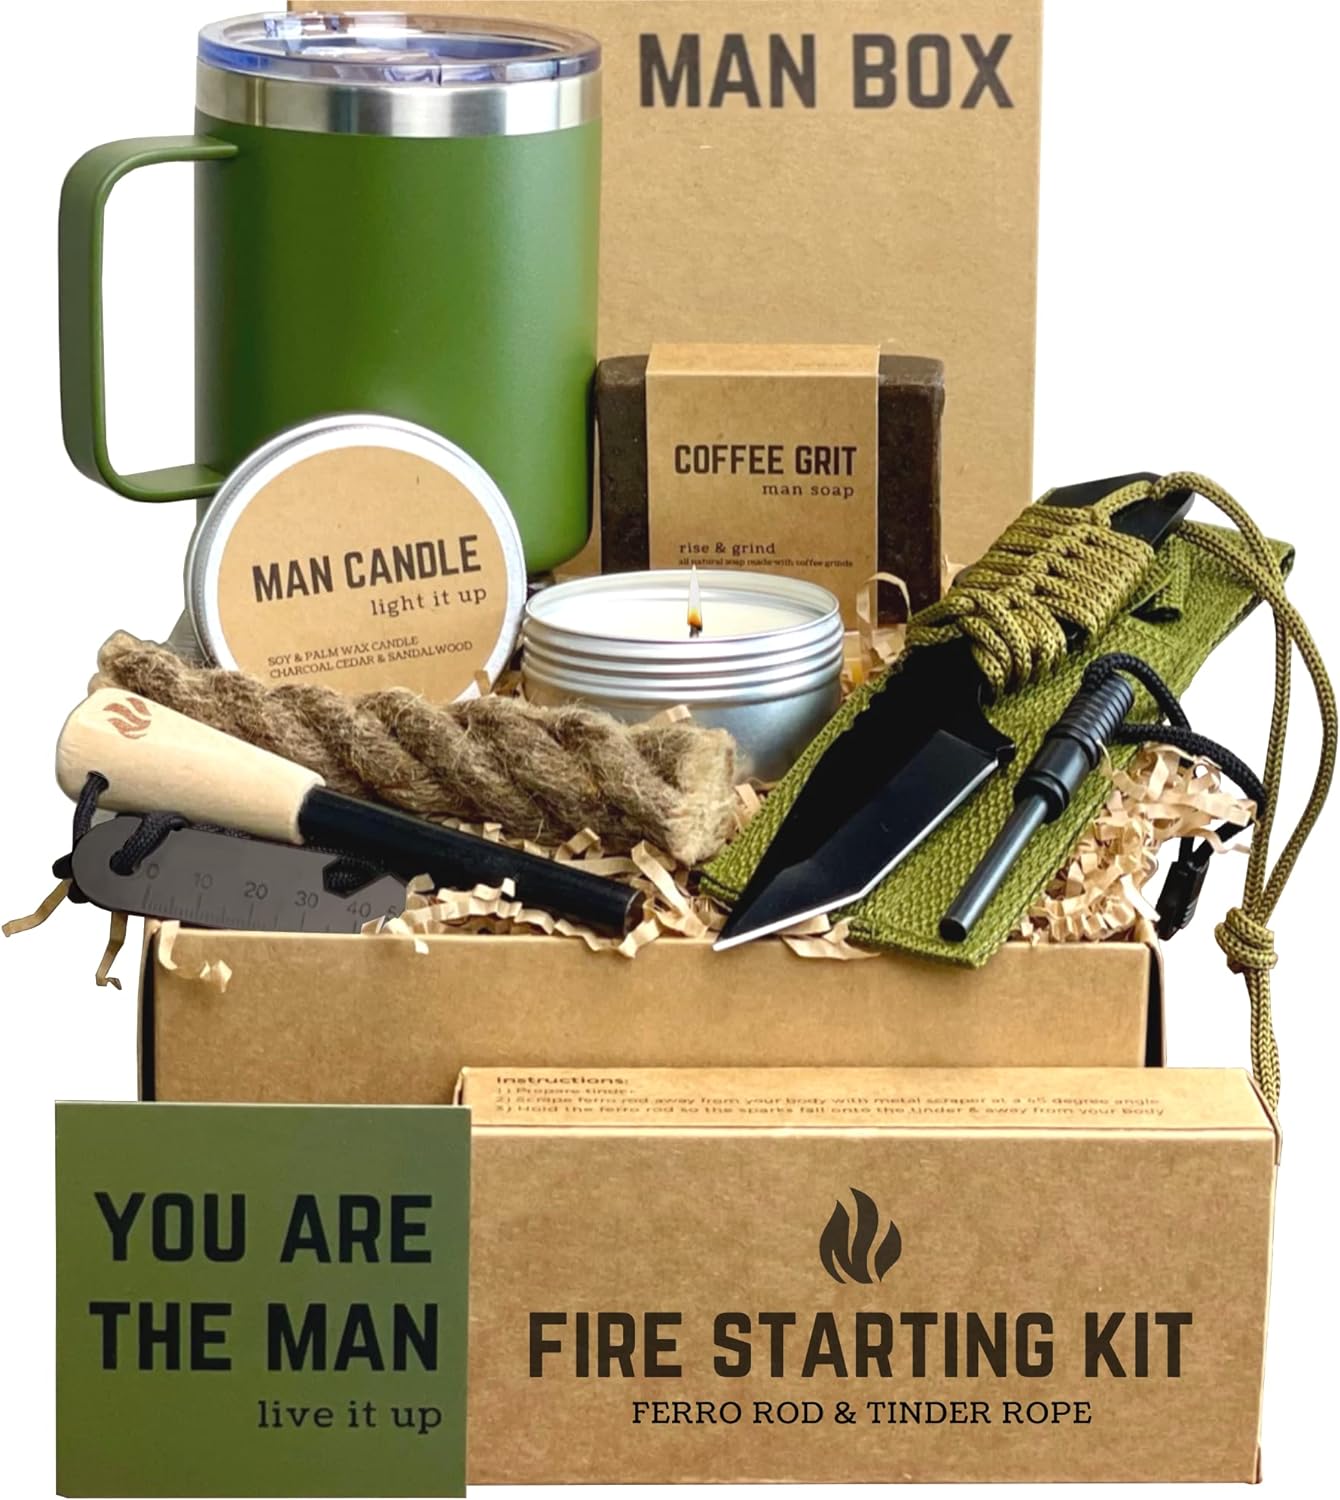 MAN BOX
COFFEE GRIT
man soap
rise & grind
all natural soap made with coffee grinds
MAN CANDLE
light it up
SOY & PALM WAX CANDLE
CHARCOAL CEDAR & SANDALWOOD
0 10 20 30 40
Instructions:
1) Prepare tinder
2) Scrape ferro rod away from your body with metal scraper at a 45 degree angle
3) Hold the ferro rod so the sparks fall onto the tinder & away from your body
YOU ARE
THE MAN
live it up
FIRE STARTING KIT
FERRO ROD & TINDER ROPE